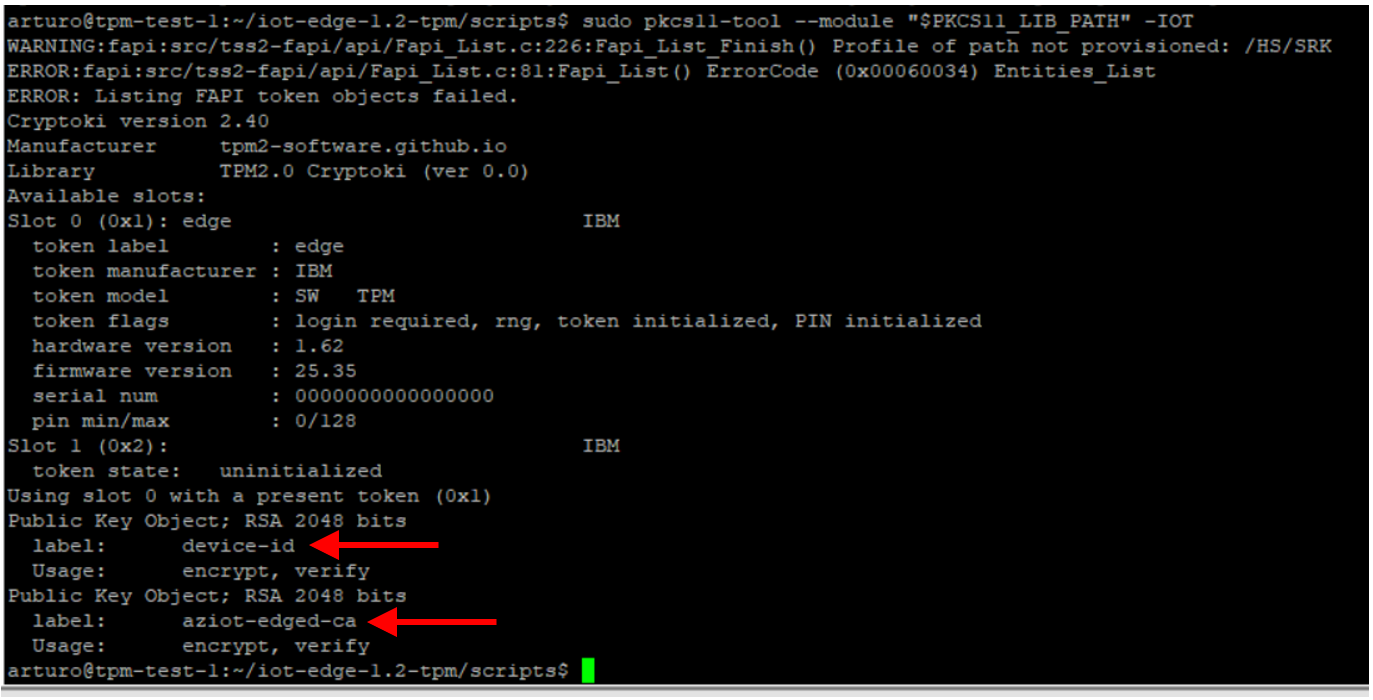 arturo@tpm-test-1:~/iot-edge-1.2-tpm/scripts$ sudo pkcs11-tool --module "$PKCS11_LIB_PATH" -IOT
WARNING:fapi:src/tss2-fapi/api/Fapi_List.c:226:Fapi_List_Finish() Profile of path not provisioned: /HS/SRK
ERROR:fapi:src/tss2-fapi/api/Fapi_List.c:81:Fapi_List() ErrorCode (0x00060034) Entities_List
ERROR: Listing FAPI token objects failed.
Cryptoki version 2.40
Manufacturer     tpm2-software.github.io
Library          TPM2.0 Cryptoki (ver 0.0)
Available slots:
Slot 0 (0x1): edge                            IBM
  token label        : edge
  token manufacturer : IBM
  token model        : SW   TPM
  token flags        : login required, rng, token initialized, PIN initialized
  hardware version   : 1.62
  firmware version   : 25.35
  serial num         : 0000000000000000
  pin min/max        : 0/128
Slot 1 (0x2):                                 IBM
  token state:   uninitialized
Using slot 0 with a present token (0x1)
Public Key Object; RSA 2048 bits
  label:      device-id
  Usage:      encrypt, verify
Public Key Object; RSA 2048 bits
  label:      aziot-edged-ca
  Usage:      encrypt, verify
arturo@tpm-test-1:~/iot-edge-1.2-tpm/scripts$